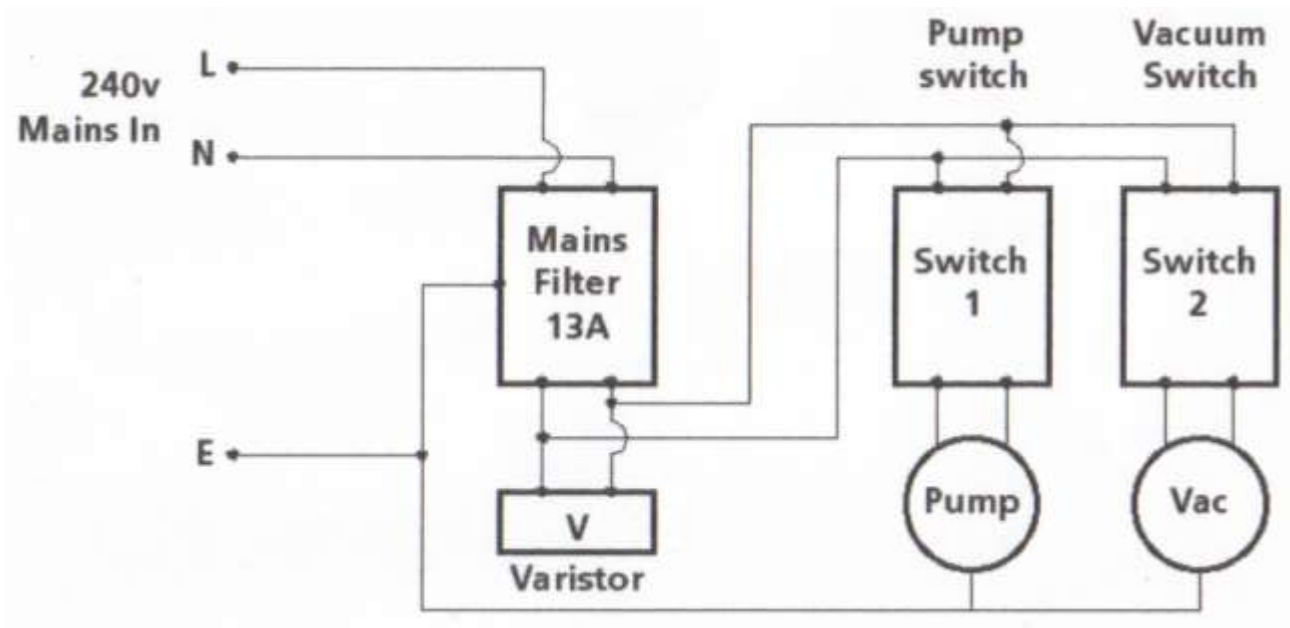 240v
Mains In
L
N
E
Mains
Filter
13A
V
Varistor
Pump
switch
Vacuum
Switch
Switch
1
Switch
2
Pump
Vac